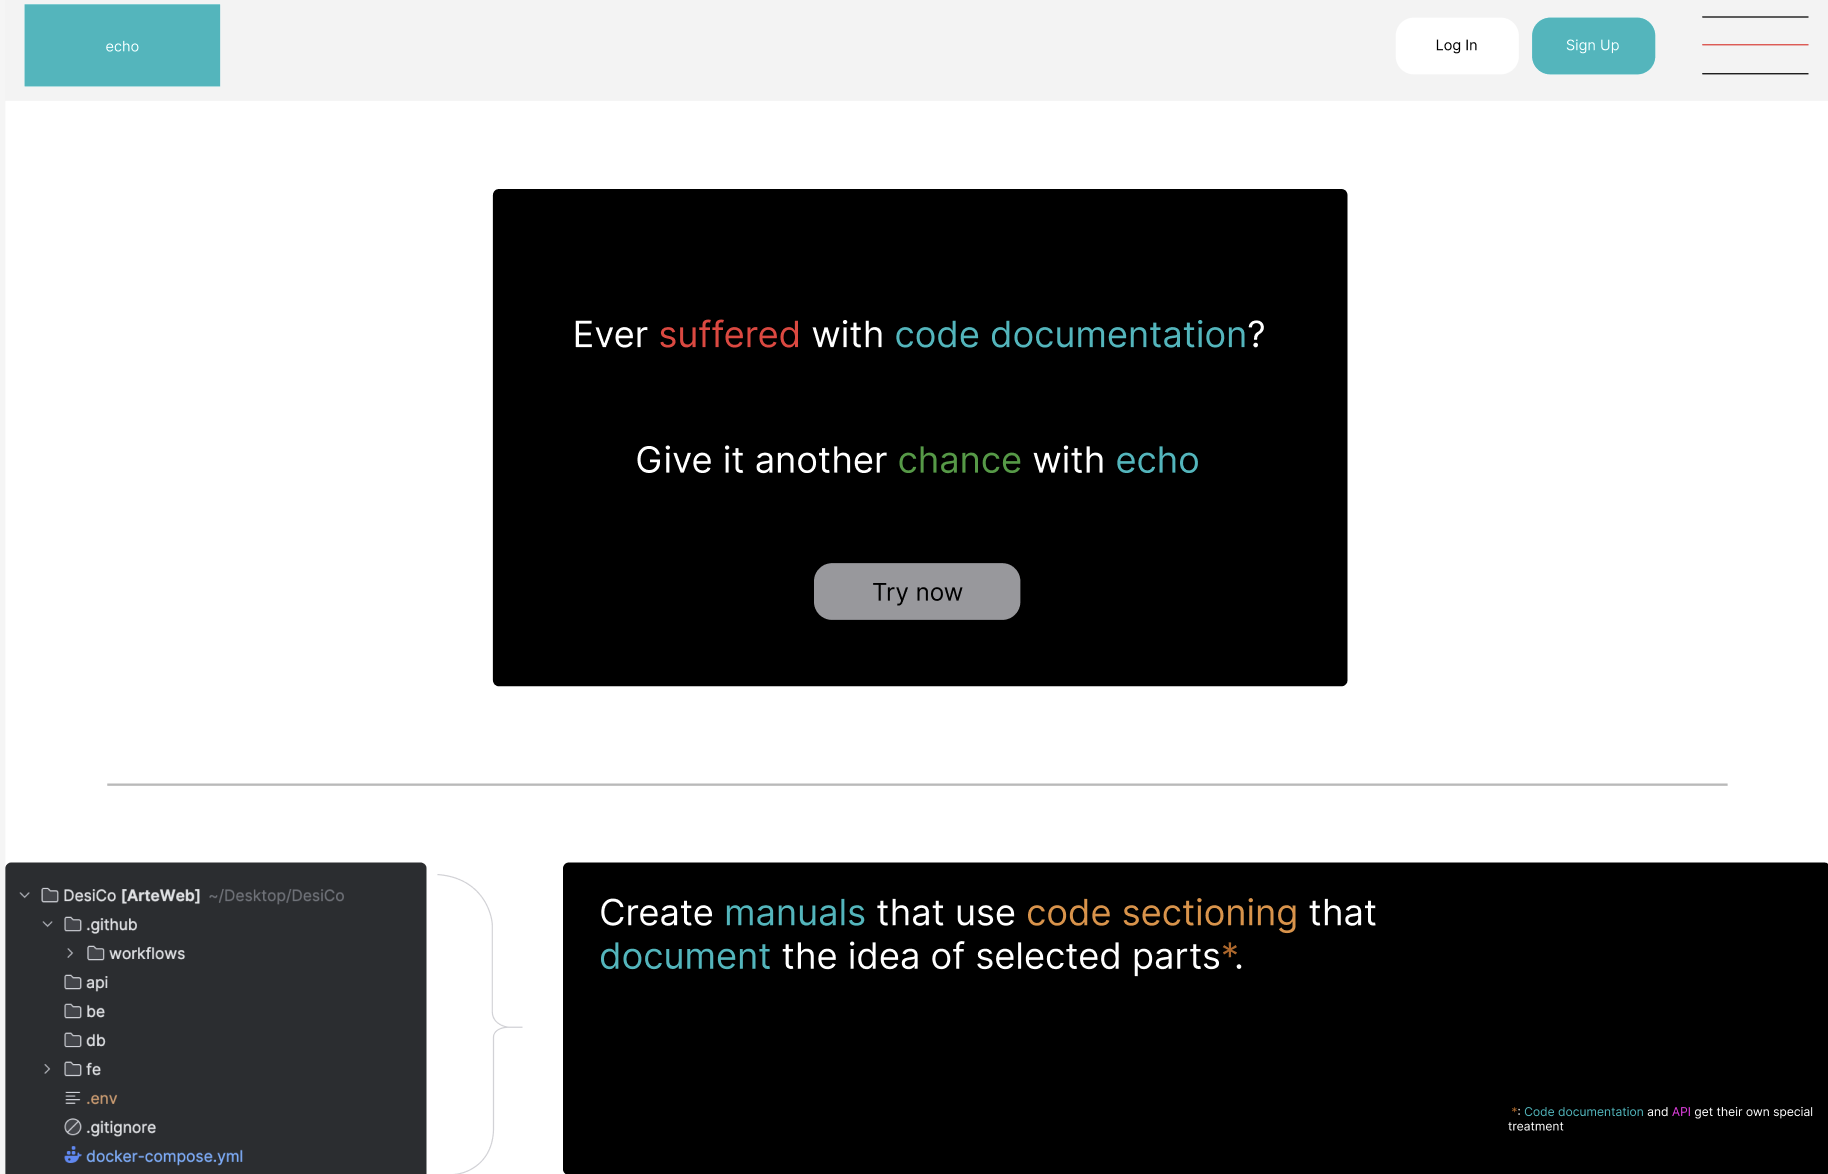 echo
Log In
Sign Up
Ever suffered with code documentation?
Give it another chance with echo
Try now
DesiCo [ArteWeb] ~/Desktop/DesiCo
.github
workflows
api
be
db
fe
.env
.gitignore
docker-compose.yml
Create manuals that use code sectioning that
document the idea of selected parts*.
*: Code documentation and API get their own special
treatment